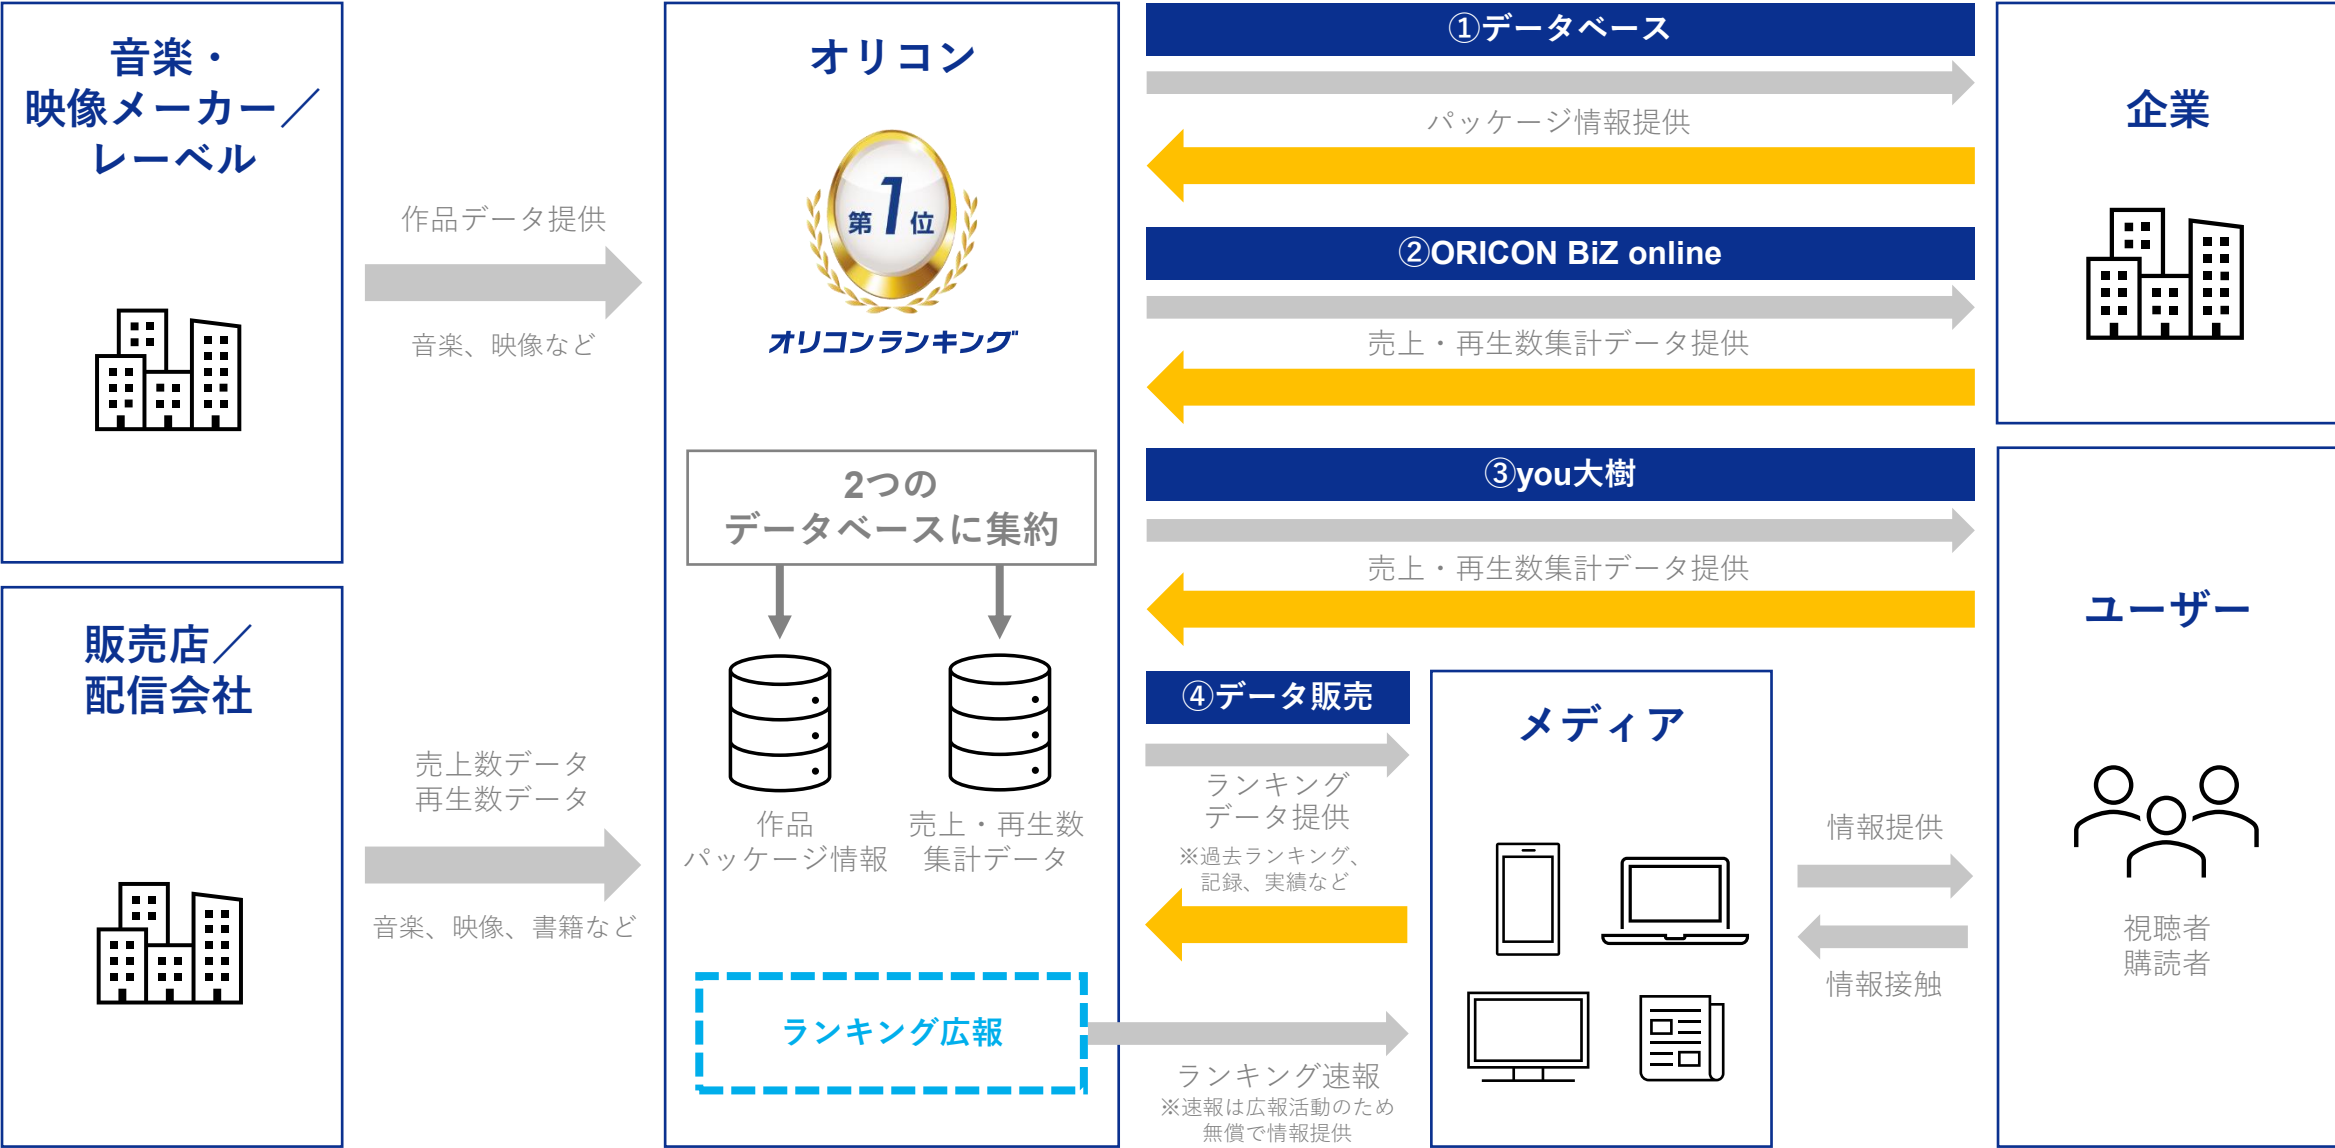 音楽・
映像メーカー／
レーベル
作品データ提供
音楽、映像など
販売店／
配信会社
売上数データ
再生数データ
音楽、映像、書籍など
オリコン
第1位
オリコンランキング
2つの
データベースに集約
作品
パッケージ情報
売上・再生数
集計データ
ランキング広報
①データベース
パッケージ情報提供
②ORICON BiZ online
売上・再生数集計データ提供
③you大樹
売上・再生数集計データ提供
④データ販売
ランキング
データ提供
※過去ランキング、
記録、実績など
ランキング速報
※速報は広報活動のため
無償で情報提供
メディア
情報提供
情報接触
企業
ユーザー
視聴者
購読者